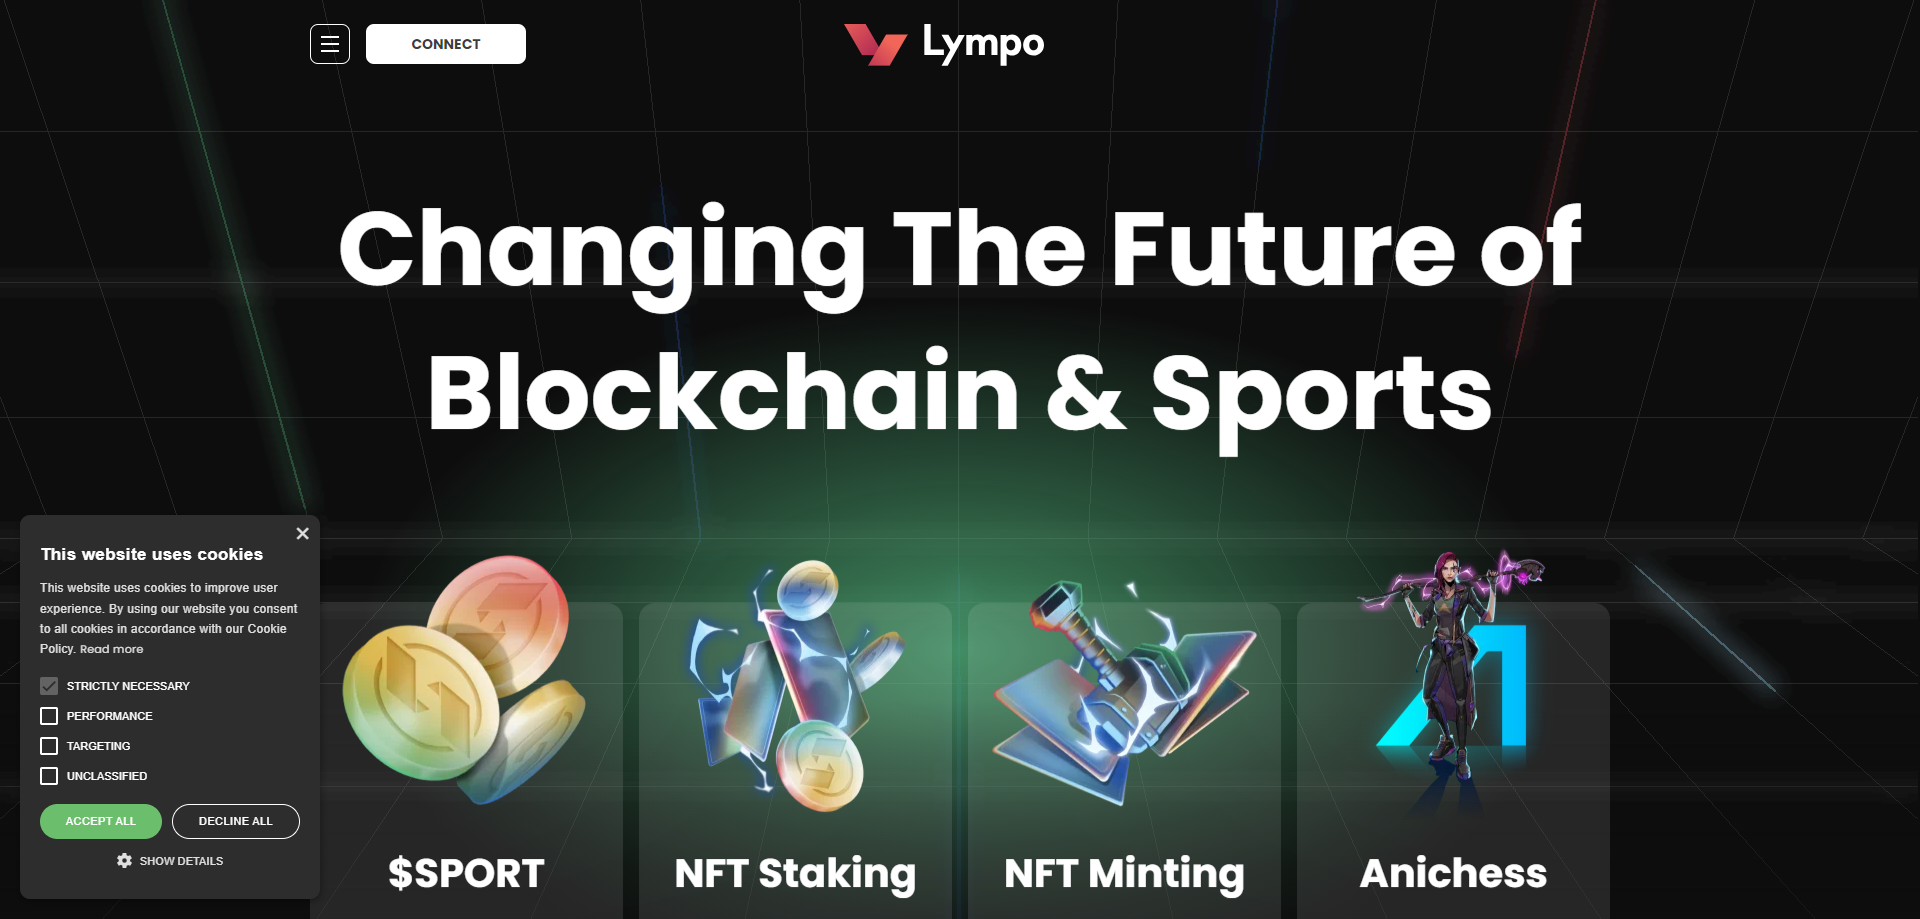 CONNECT
Lympo
Changing The Future of
Blockchain & Sports
This website uses cookies
This website uses cookies to improve user
experience. By using our website you consent
to all cookies in accordance with our Cookie
Policy. Read more
STRICTLY NECESSARY
PERFORMANCE
TARGETING
UNCLASSIFIED
ACCEPT ALL
DECLINE ALL
SHOW DETAILS
$SPORT
NFT Staking
NFT Minting
Anichess